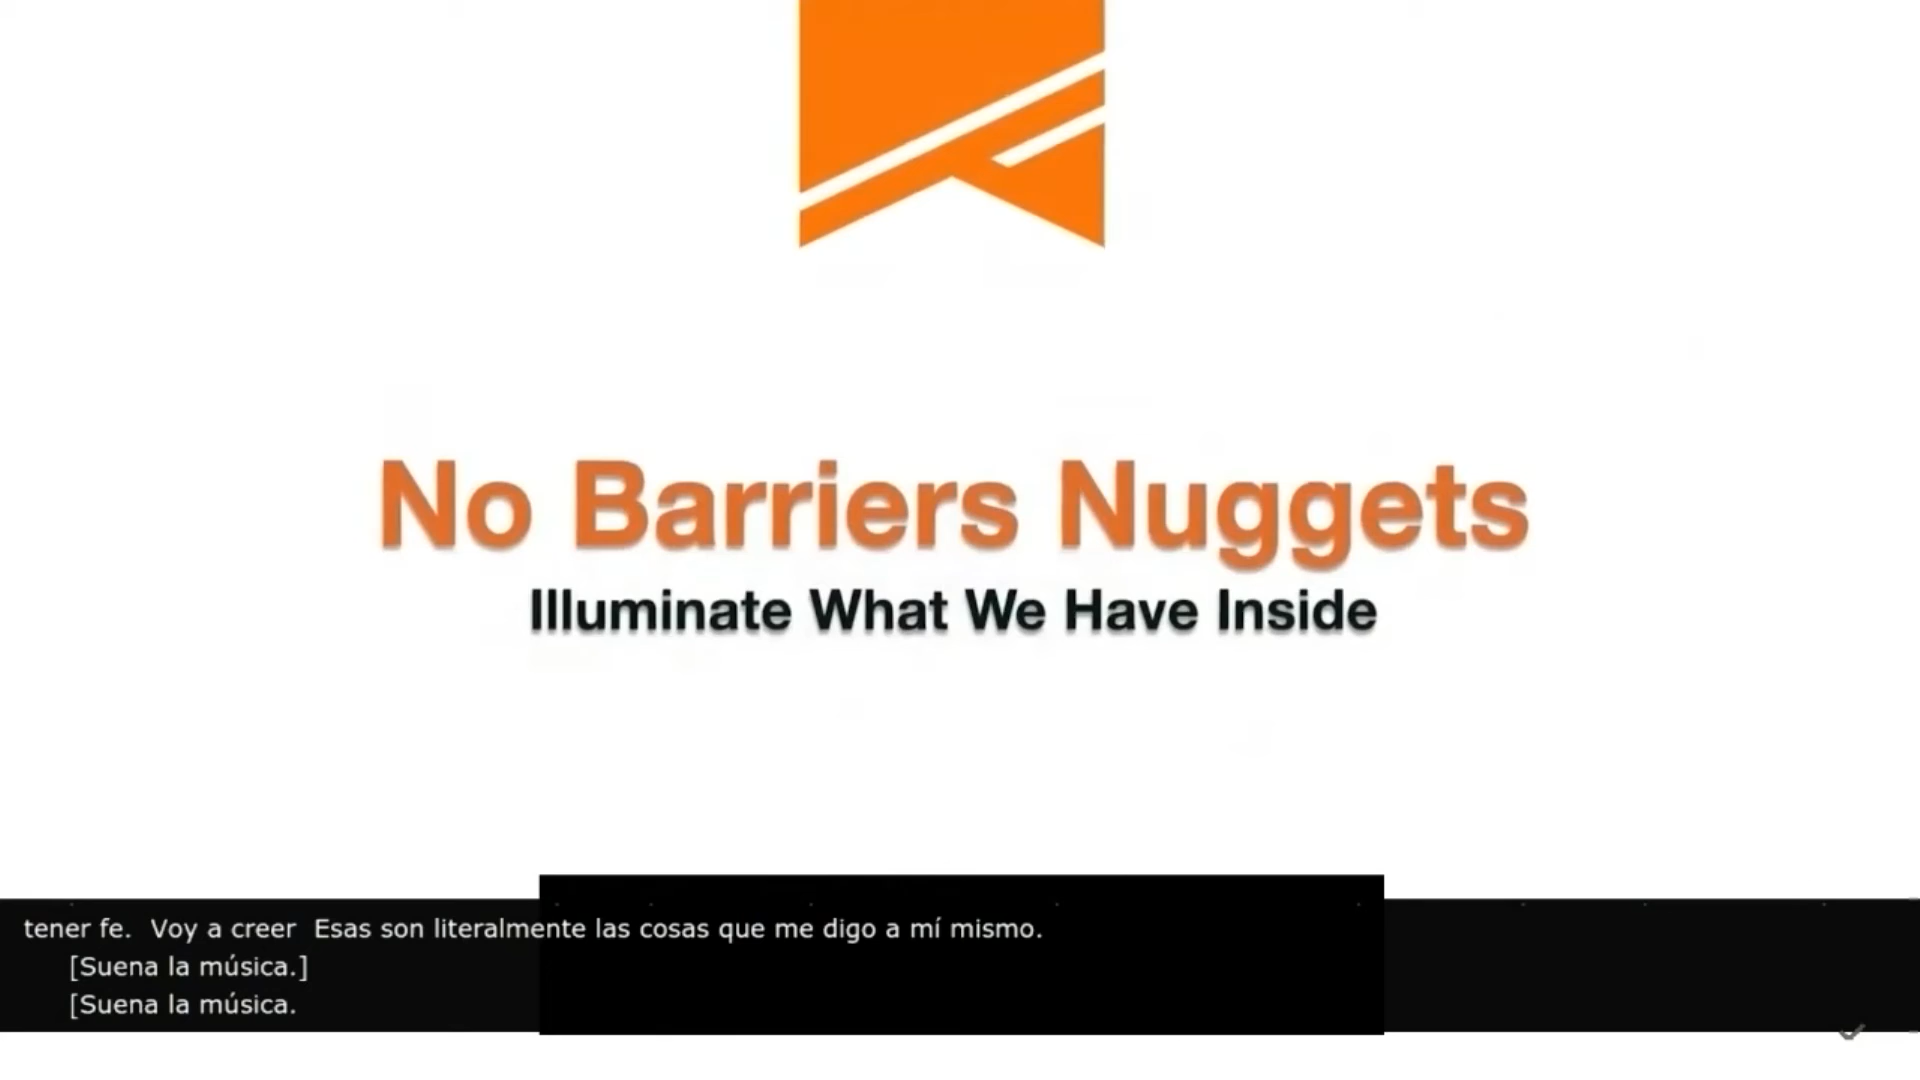 No Barriers Nuggets
Illuminate What We Have Inside
tener fe.  Voy a creer  Esas son literalmente las cosas que me digo a mí mismo.
[Suena la música.]
[Suena la música.